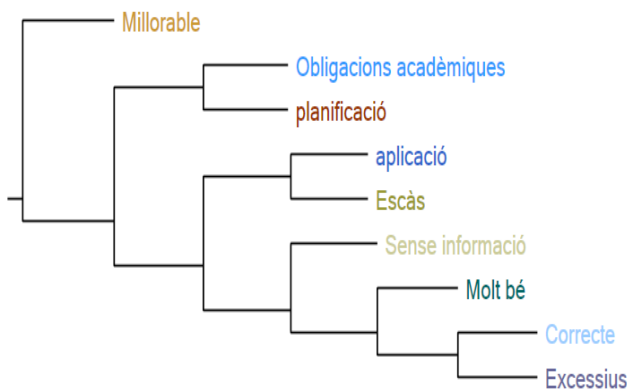 Millorable
Obligacions acadèmiques
planificació
aplicació
Escàs
Sense informació
Molt bé
Correcte
Excessius